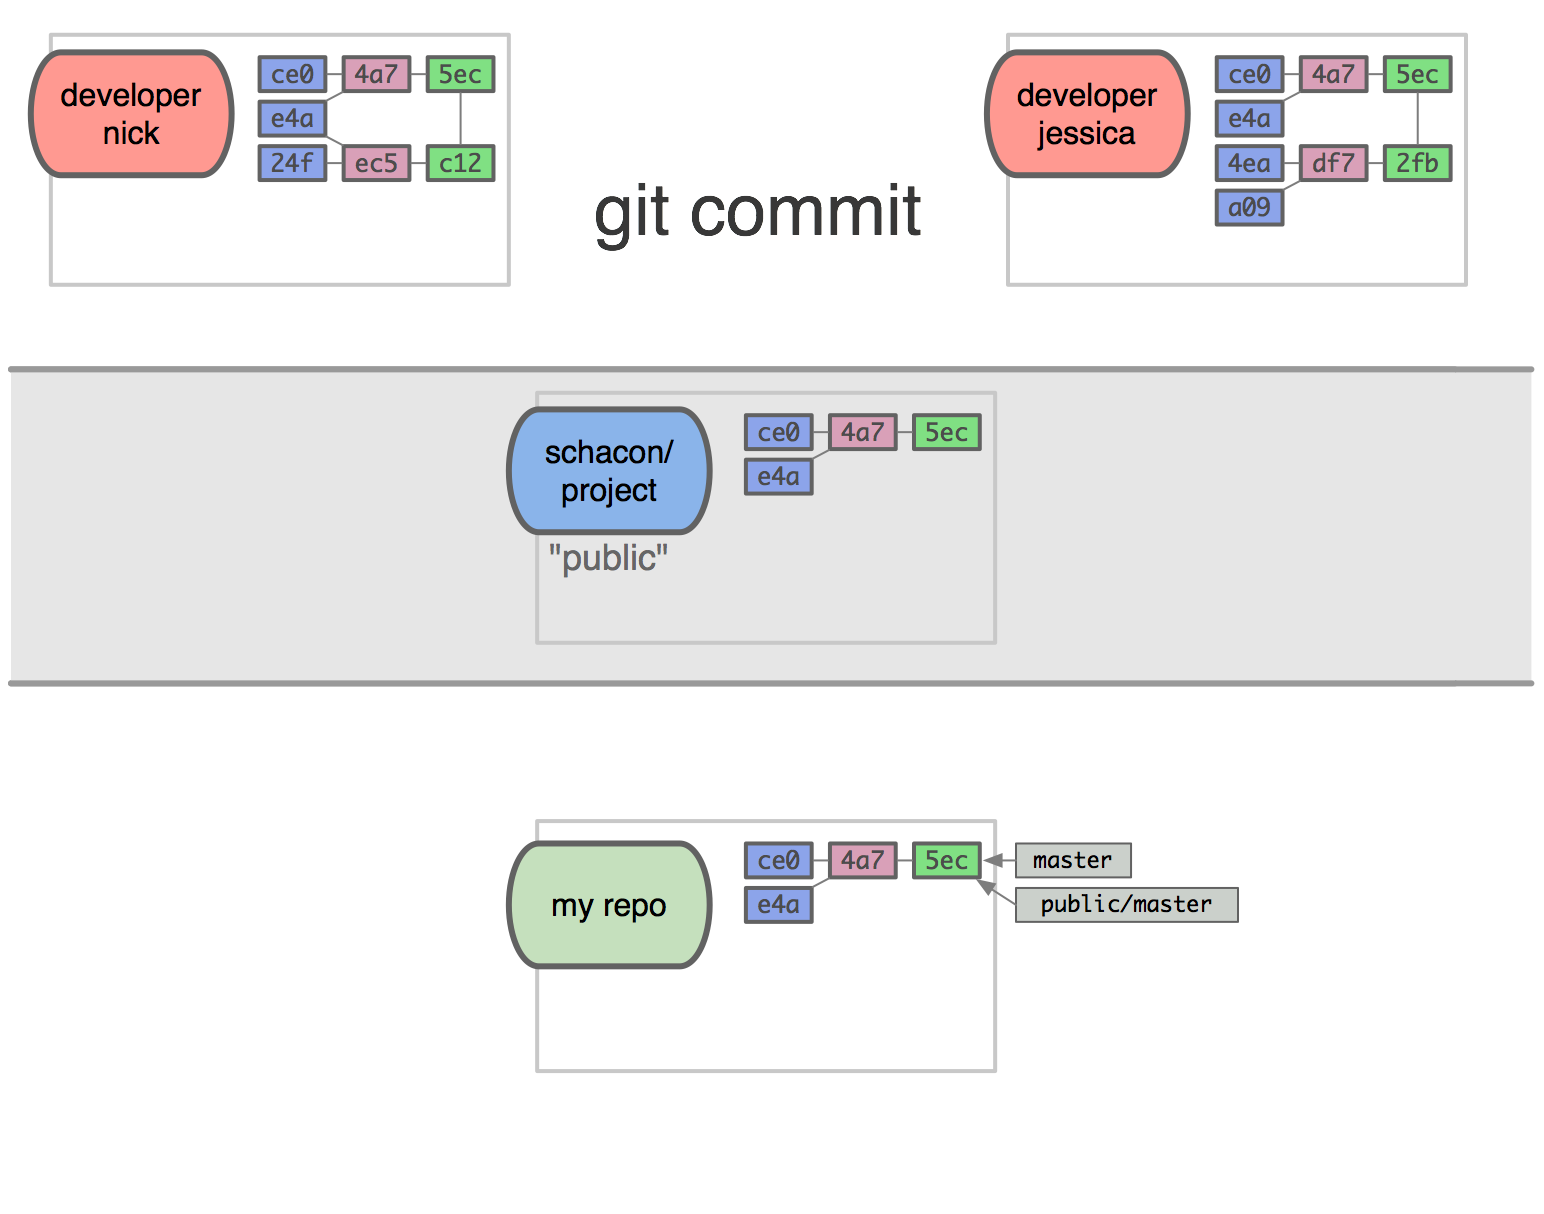 developer
nick
ce0 4a7 5ec
e4a
24f ec5 c12
git commit
developer
jessica
ce0 4a7 5ec
e4a
4ea df7 2fb
a09
schacon/
project
"public"
ce0 4a7 5ec
e4a
my repo
ce0 4a7 5ec master
e4a public/master